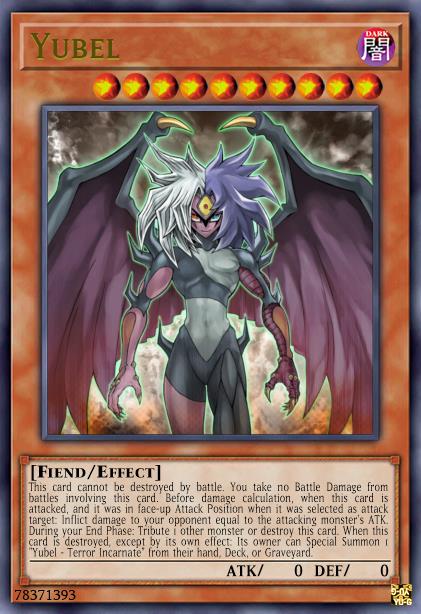 YUBEL
DARK
闇
[FIEND/EFFECT]
This card cannot be destroyed by battle. You take no Battle Damage from
battles involving this card. Before damage calculation, when this card is
attacked, and it was in face-up Attack Position when it was selected as attack
target: Inflict damage to your opponent equal to the attacking monster's ATK.
During your End Phase: Tribute 1 other monster or destroy this card. When this
card is destroyed, except by its own effect: Its owner can Special Summon 1
"Yubel - Terror Incarnate" from their hand, Deck, or Graveyard.
ATK/ 0 DEF/ 0
78371393